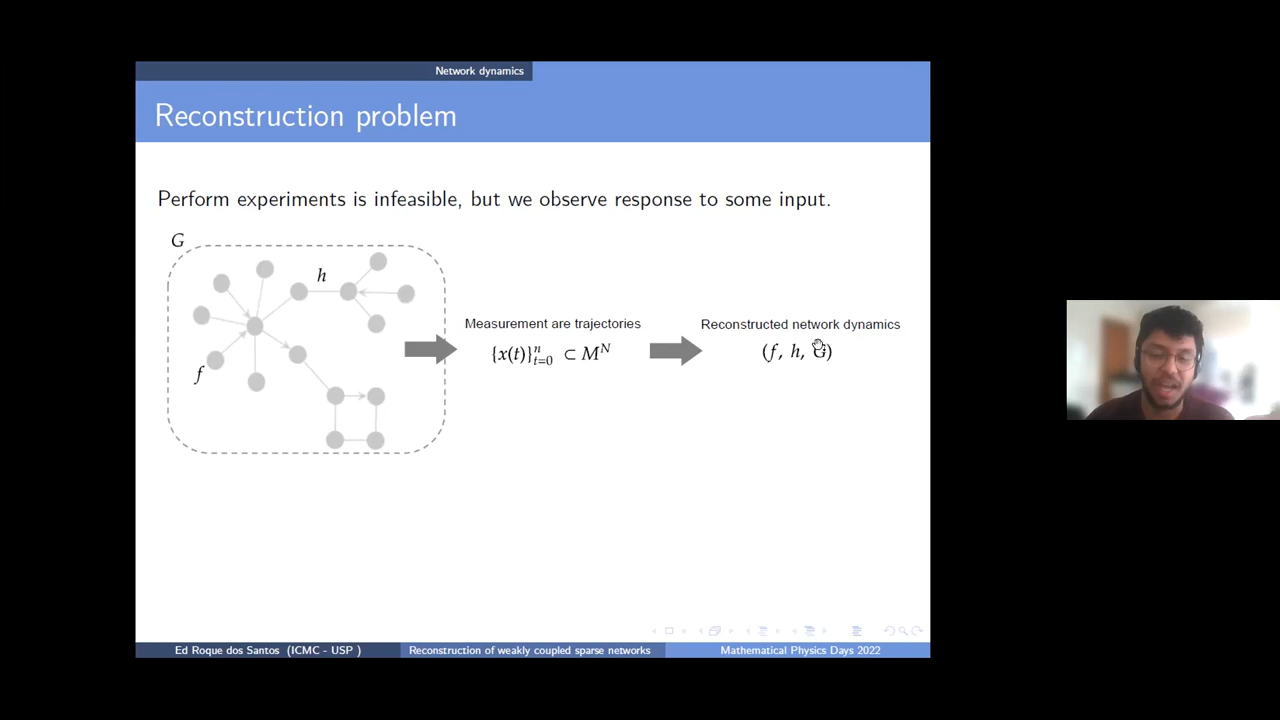 Network dynamics
Reconstruction problem
Perform experiments is infeasible, but we observe response to some input.
G
h
f
Measurement are trajectories
{x(t)}ⁿₜ₌₀ ⊂ Mᴺ
Reconstructed network dynamics
(f, h, G)
Ed Roque dos Santos (ICMC - USP )
Reconstruction of weakly coupled sparse networks
Mathematical Physics Days 2022